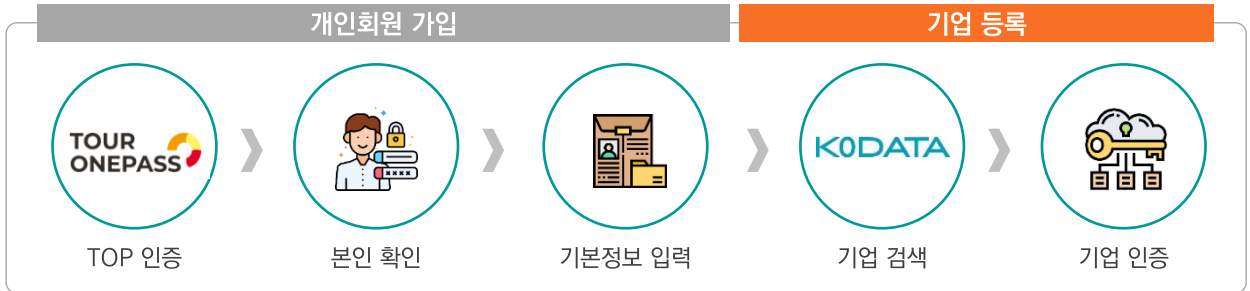 개인회원 가입
기업 등록
TOUR
ONEPASS
K0DATA
TOP 인증
본인 확인
기본정보 입력
기업 검색
기업 인증